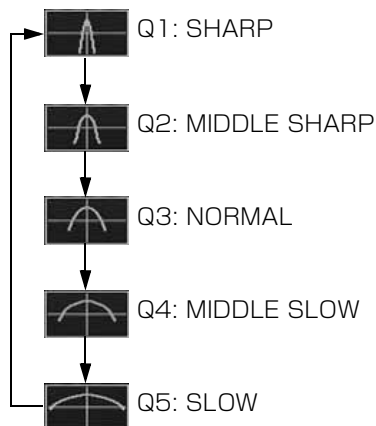 Q1: SHARP
Q2: MIDDLE SHARP
Q3: NORMAL
Q4: MIDDLE SLOW
Q5: SLOW